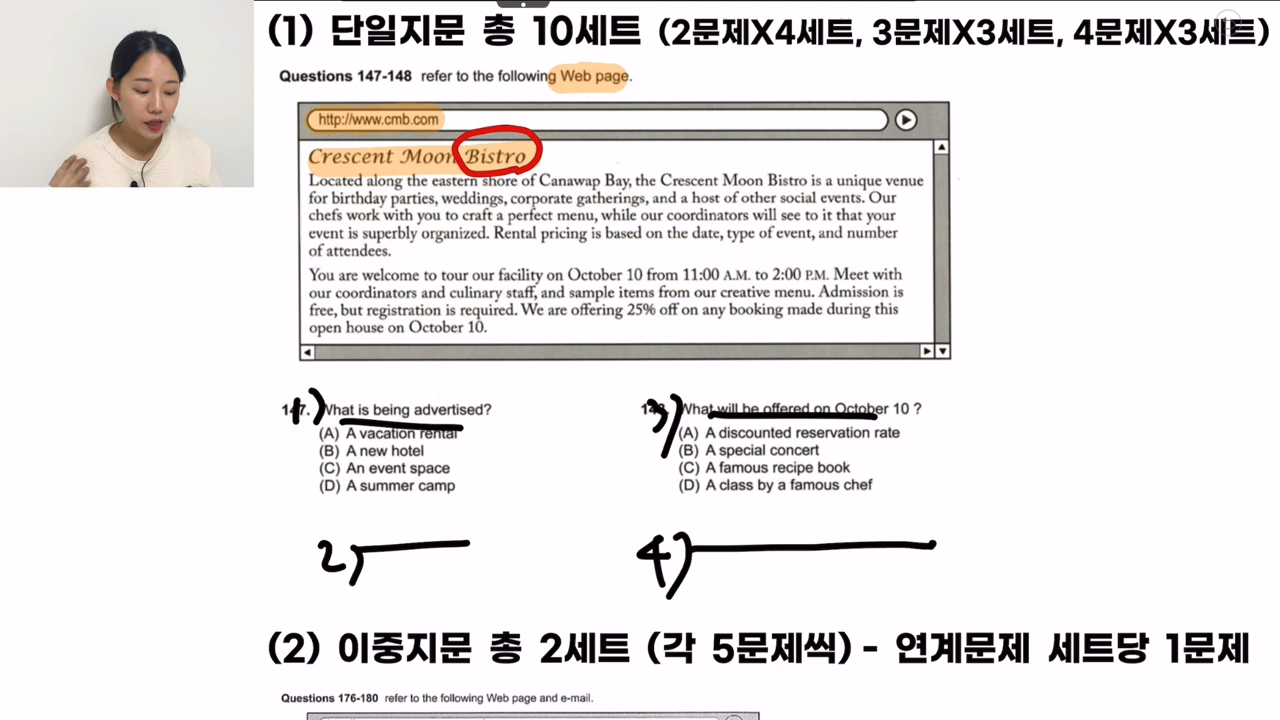 (1) 단일지문 총 10세트 (2문제X4세트, 3문제X3세트, 4문제X3세트)
Questions 147-148 refer to the following Web page.
http://www.cmb.com
Crescent Moon Bistro
Located along the eastern shore of Canawap Bay, the Crescent Moon Bistro is a unique venue
for birthday parties, weddings, corporate gatherings, and a host of other social events. Our
chefs work with you to craft a perfect menu, while our coordinators will see to it that your
event is superbly organized. Rental pricing is based on the date, type of event, and number
of attendees.
You are welcome to tour our facility on October 10 from 11:00 A.M. to 2:00 P.M. Meet with
our coordinators and culinary staff, and sample items from our creative menu. Admission is
free, but registration is required. We are offering 25% off on any booking made during this
open house on October 10.
1)
147. What is being advertised?
(A) A vacation rental
(B) A new hotel
(C) An event space
(D) A summer camp
2)
3)
What will be offered on October 10 ?
(A) A discounted reservation rate
(B) A special concert
(C) A famous recipe book
(D) A class by a famous chef
4)
(2) 이중지문 총 2세트 (각 5문제씩) - 연계문제 세트당 1문제
Questions 176-180 refer to the following Web page and e-mail.